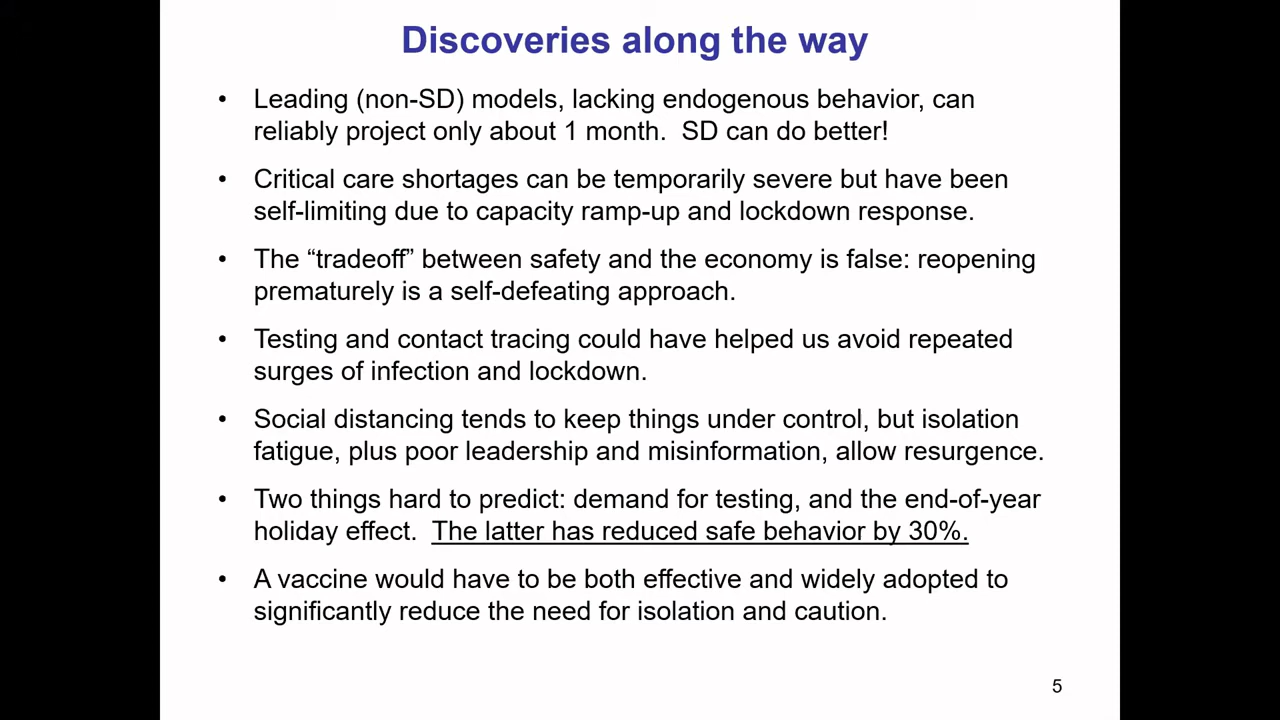 Discoveries along the way
• Leading (non-SD) models, lacking endogenous behavior, can
reliably project only about 1 month.  SD can do better!
• Critical care shortages can be temporarily severe but have been
self-limiting due to capacity ramp-up and lockdown response.
• The “tradeoff” between safety and the economy is false: reopening
prematurely is a self-defeating approach.
• Testing and contact tracing could have helped us avoid repeated
surges of infection and lockdown.
• Social distancing tends to keep things under control, but isolation
fatigue, plus poor leadership and misinformation, allow resurgence.
• Two things hard to predict: demand for testing, and the end-of-year
holiday effect.  The latter has reduced safe behavior by 30%.
• A vaccine would have to be both effective and widely adopted to
significantly reduce the need for isolation and caution.
5